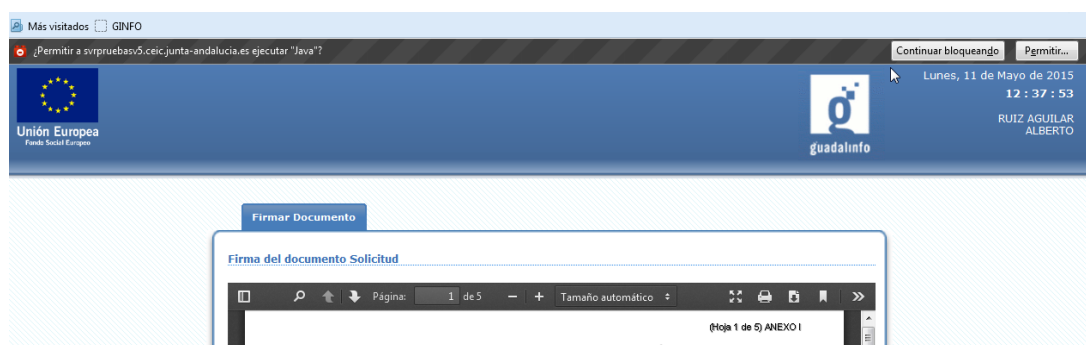 Más visitados GINFO
¿Permitir a svrpruebasv5.ceic.junta-andalucia.es ejecutar "Java"? Continuar bloqueando Permitir...
Lunes, 11 de Mayo de 2015
12 : 37 : 53
RUIZ AGUILAR
ALBERTO
Unión Europea
Fondo Social Europeo
guadalinfo
Firmar Documento
Firma del documento Solicitud
Página: 1 de 5 Tamaño automático
(Hoja 1 de 5) ANEXO I